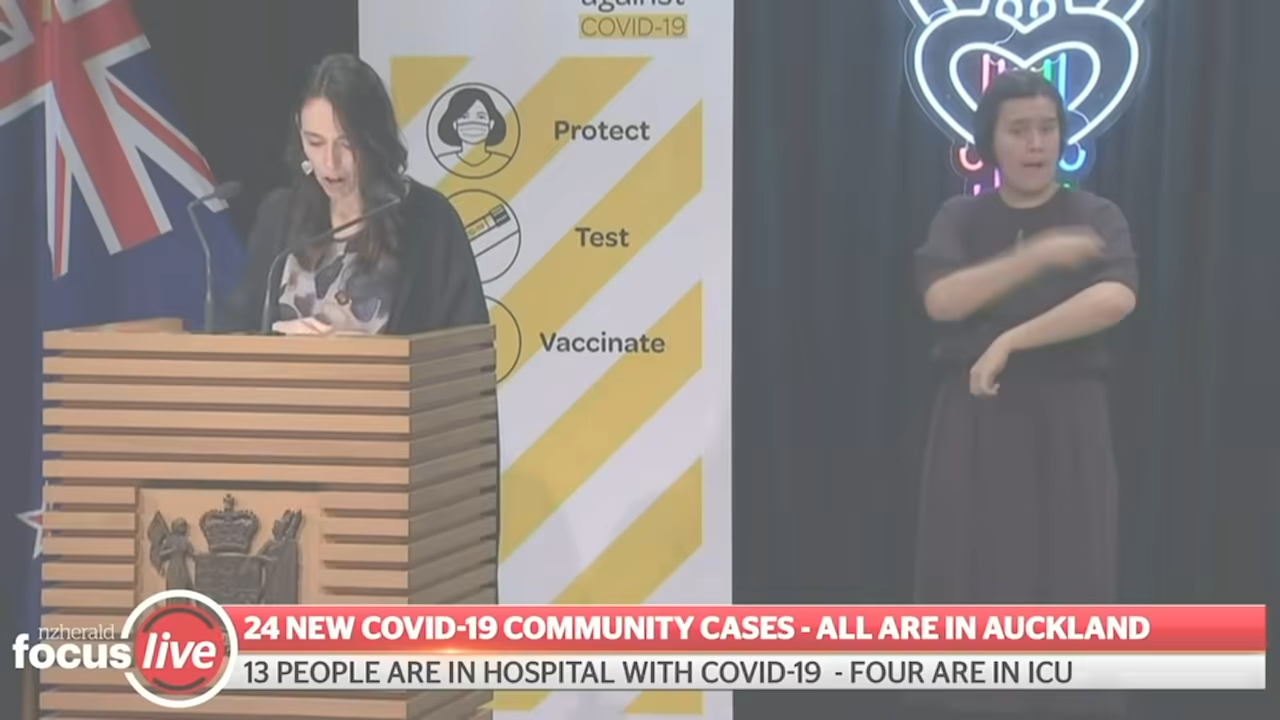 against
COVID-19
Protect
Test
Vaccinate
nzherald
focus live
24 NEW COVID-19 COMMUNITY CASES - ALL ARE IN AUCKLAND
13 PEOPLE ARE IN HOSPITAL WITH COVID-19 - FOUR ARE IN ICU